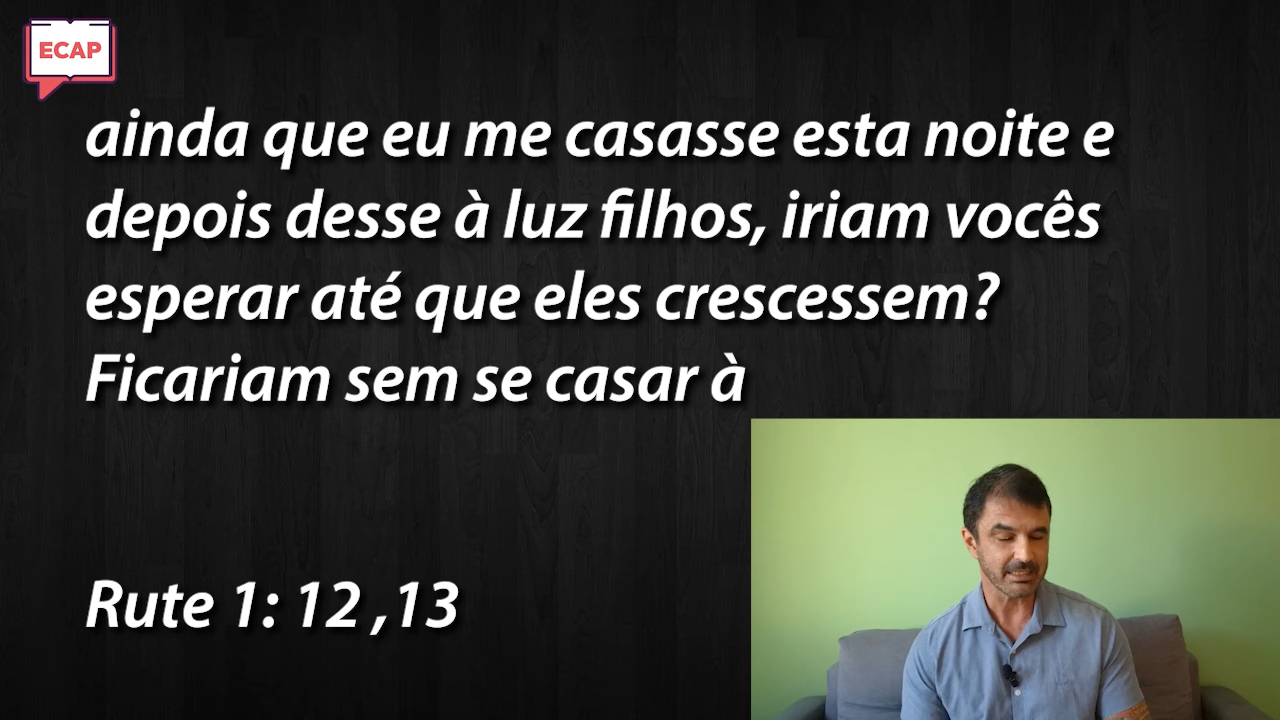 ECAP
ainda que eu me casasse esta noite e
depois desse à luz filhos, iriam vocês
esperar até que eles crescessem?
Ficariam sem se casar à
Rute 1: 12 ,13